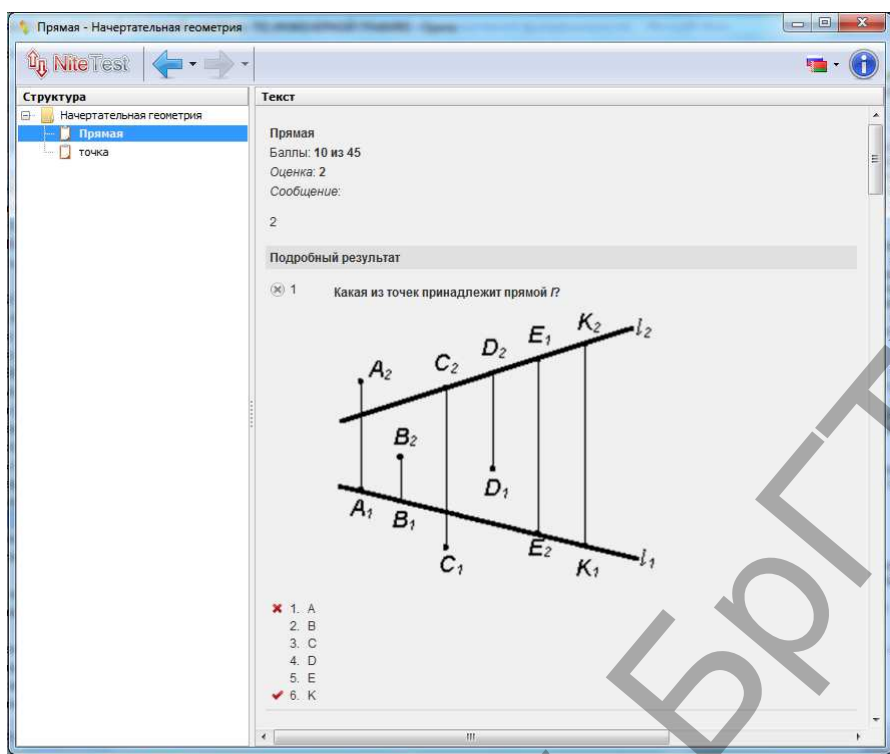 Прямая - Начертательная геометрия
NiteTest
Структура
Текст
Начертательная геометрия
Прямая
точка
Прямая
Баллы: 10 из 45
Оценка: 2
Сообщение:
2
Подробный результат
1 Какая из точек принадлежит прямой l?
K₂
l₂
E₁
D₂
C₂
A₂
B₂
D₁
A₁
B₁
E₂
l₁
C₁
K₁
1. A
2. B
3. C
4. D
5. E
6. K
БрГТ